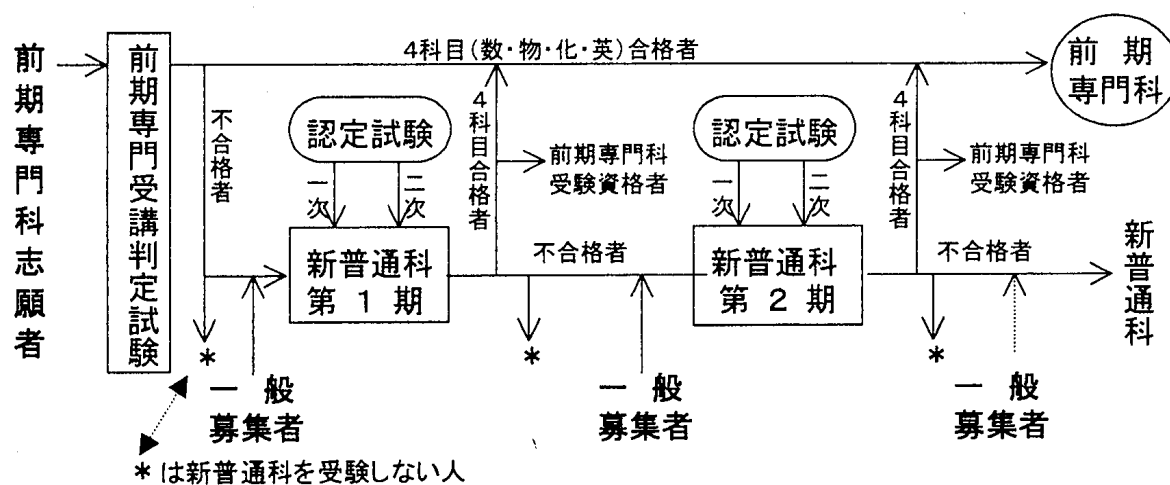 前期専門科志願者
前期専門受講判定試験
4科目(数・物・化・英)合格者
前期
専門科
不合格者
認定試験
一次
二次
新普通科
第1期
4科目合格者
前期専門科
受験資格者
不合格者
認定試験
一次
二次
新普通科
第2期
4科目合格者
前期専門科
受験資格者
不合格者
新普通科
*
一般
募集者
*
一般
募集者
*
一般
募集者
*は新普通科を受験しない人